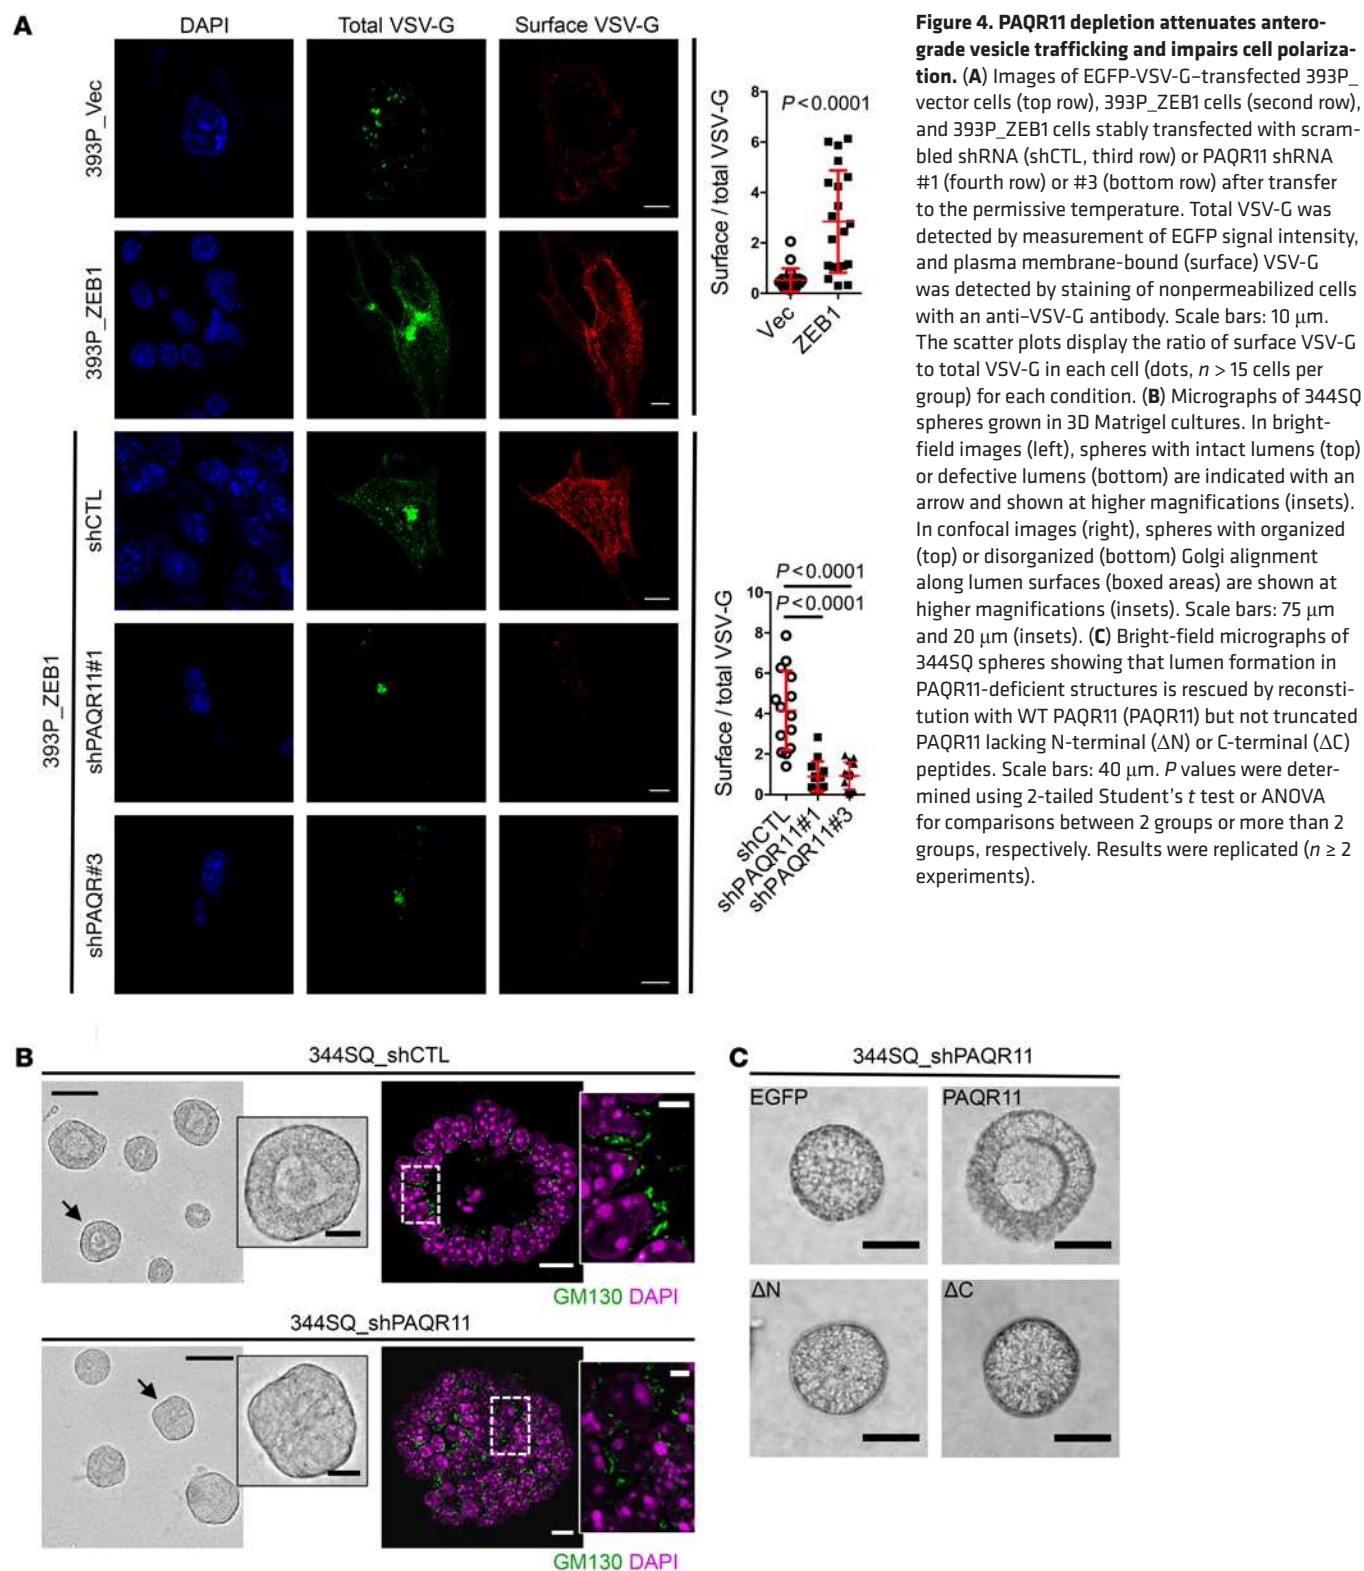 A
DAPI
Total VSV-G
Surface VSV-G
393P_Vec
393P_ZEB1
393P_ZEB1
shCTL
shPAQR11#1
shPAQR#3
Surface / total VSV-G
8
6
4
2
0
P < 0.0001
Vec
ZEB1
Surface / total VSV-G
10
8
6
4
2
0
P < 0.0001
P < 0.0001
shCTL
shPAQR11#1
shPAQR11#3
Figure 4. PAQR11 depletion attenuates antero-
grade vesicle trafficking and impairs cell polariza-
tion. (A) Images of EGFP-VSV-G–transfected 393P_
vector cells (top row), 393P_ZEB1 cells (second row),
and 393P_ZEB1 cells stably transfected with scram-
bled shRNA (shCTL, third row) or PAQR11 shRNA
#1 (fourth row) or #3 (bottom row) after transfer
to the permissive temperature. Total VSV-G was
detected by measurement of EGFP signal intensity,
and plasma membrane-bound (surface) VSV-G
was detected by staining of nonpermeabilized cells
with an anti–VSV-G antibody. Scale bars: 10 μm.
The scatter plots display the ratio of surface VSV-G
to total VSV-G in each cell (dots, n > 15 cells per
group) for each condition. (B) Micrographs of 344SQ
spheres grown in 3D Matrigel cultures. In bright-
field images (left), spheres with intact lumens (top)
or defective lumens (bottom) are indicated with an
arrow and shown at higher magnifications (insets).
In confocal images (right), spheres with organized
(top) or disorganized (bottom) Golgi alignment
along lumen surfaces (boxed areas) are shown at
higher magnifications (insets). Scale bars: 75 μm
and 20 μm (insets). (C) Bright-field micrographs of
344SQ spheres showing that lumen formation in
PAQR11-deficient structures is rescued by reconsti-
tution with WT PAQR11 (PAQR11) but not truncated
PAQR11 lacking N-terminal (ΔN) or C-terminal (ΔC)
peptides. Scale bars: 40 μm. P values were deter-
mined using 2-tailed Student's t test or ANOVA
for comparisons between 2 groups or more than 2
groups, respectively. Results were replicated (n ≥ 2
experiments).
B
344SQ_shCTL
GM130 DAPI
344SQ_shPAQR11
GM130 DAPI
C
344SQ_shPAQR11
EGFP
PAQR11
ΔN
ΔC